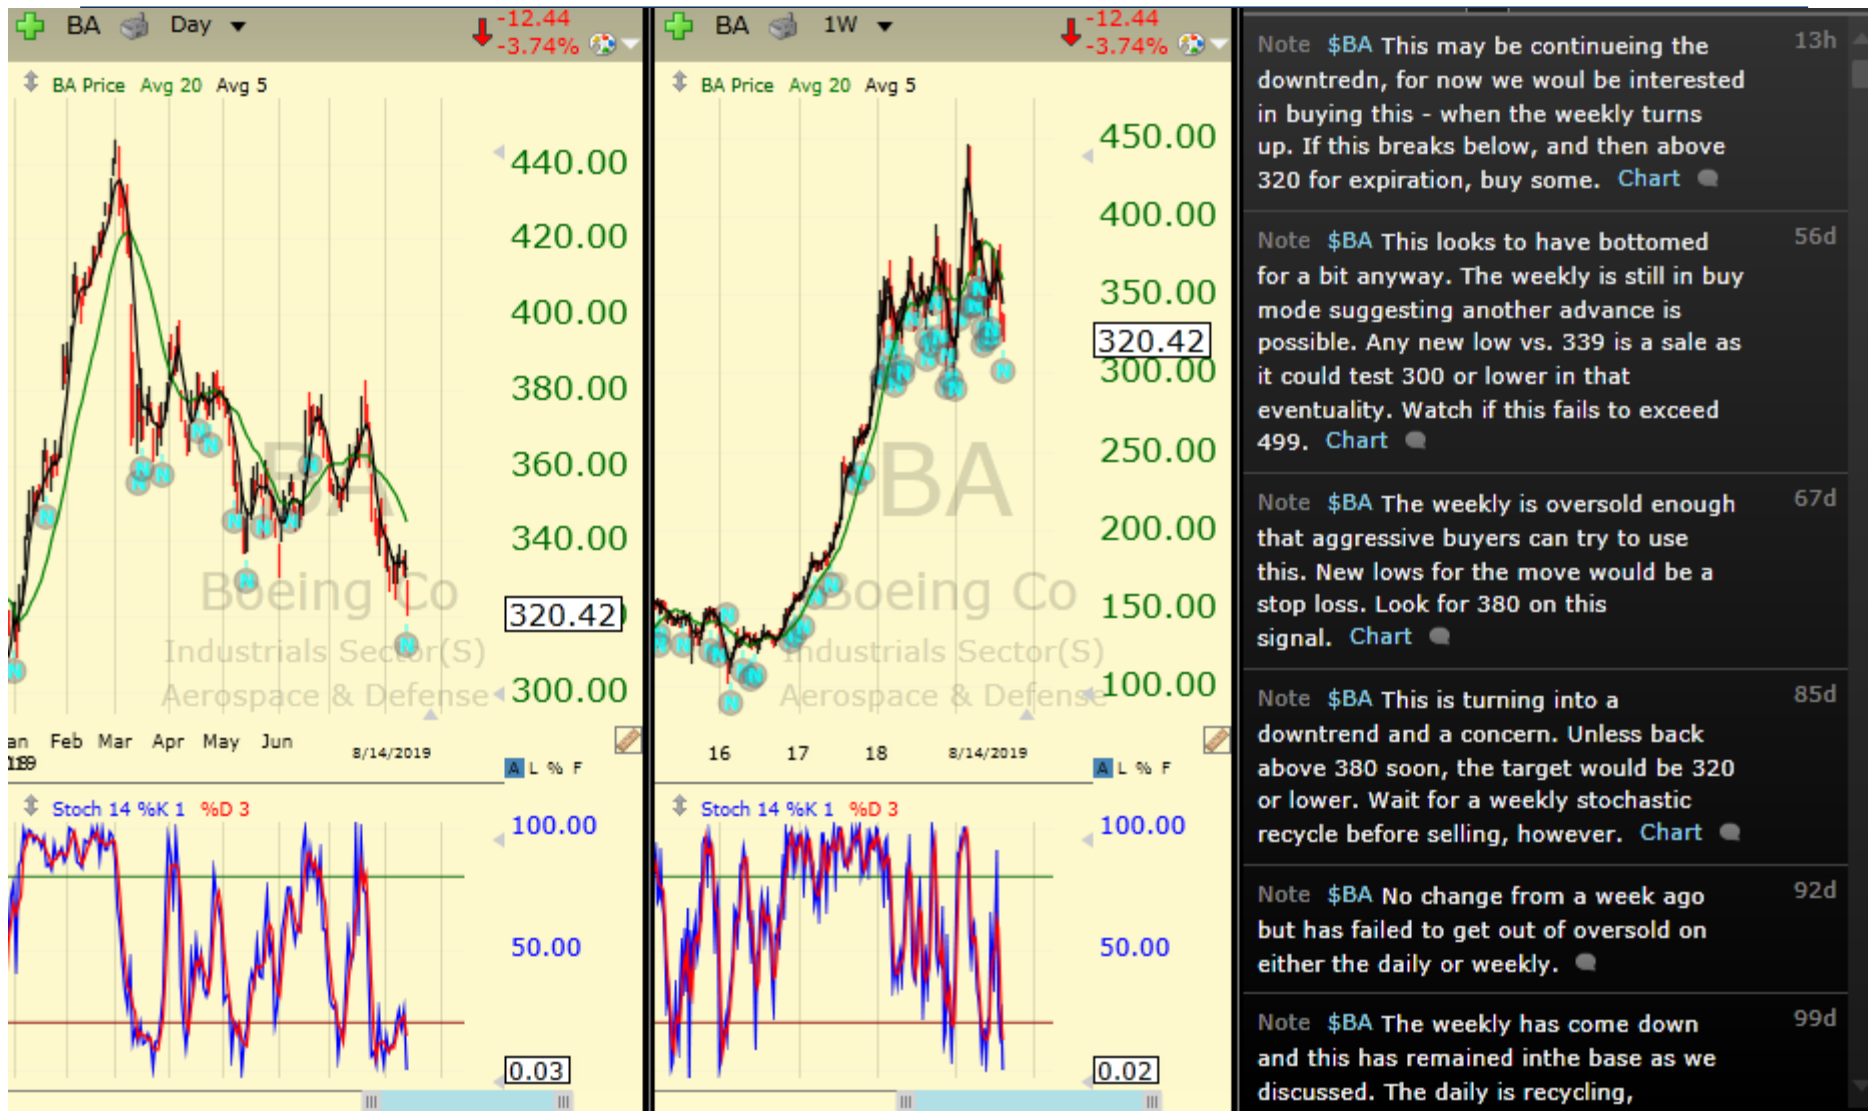 BA Day
-12.44
-3.74%
BA Price Avg 20 Avg 5
440.00
420.00
400.00
380.00
360.00
340.00
320.42
300.00
BA
Boeing Co
Industrials Sector(S)
Aerospace & Defense
an Feb Mar Apr May Jun
8/14/2019
A L % F
Stoch 14 %K 1 %D 3
100.00
50.00
0.03
BA 1W
-12.44
-3.74%
BA Price Avg 20 Avg 5
450.00
400.00
350.00
320.42
300.00
250.00
200.00
150.00
100.00
BA
Boeing Co
Industrials Sector(S)
Aerospace & Defense
16 17 18 8/14/2019
A L % F
Stoch 14 %K 1 %D 3
100.00
50.00
0.02
Note $BA This may be continueing the 13h
downtredn, for now we woul be interested
in buying this - when the weekly turns
up. If this breaks below, and then above
320 for expiration, buy some. Chart
Note $BA This looks to have bottomed 56d
for a bit anyway. The weekly is still in buy
mode suggesting another advance is
possible. Any new low vs. 339 is a sale as
it could test 300 or lower in that
eventuality. Watch if this fails to exceed
499. Chart
Note $BA The weekly is oversold enough 67d
that aggressive buyers can try to use
this. New lows for the move would be a
stop loss. Look for 380 on this
signal. Chart
Note $BA This is turning into a 85d
downtrend and a concern. Unless back
above 380 soon, the target would be 320
or lower. Wait for a weekly stochastic
recycle before selling, however. Chart
Note $BA No change from a week ago 92d
but has failed to get out of oversold on
either the daily or weekly.
Note $BA The weekly has come down 99d
and this has remained inthe base as we
discussed. The daily is recycling,